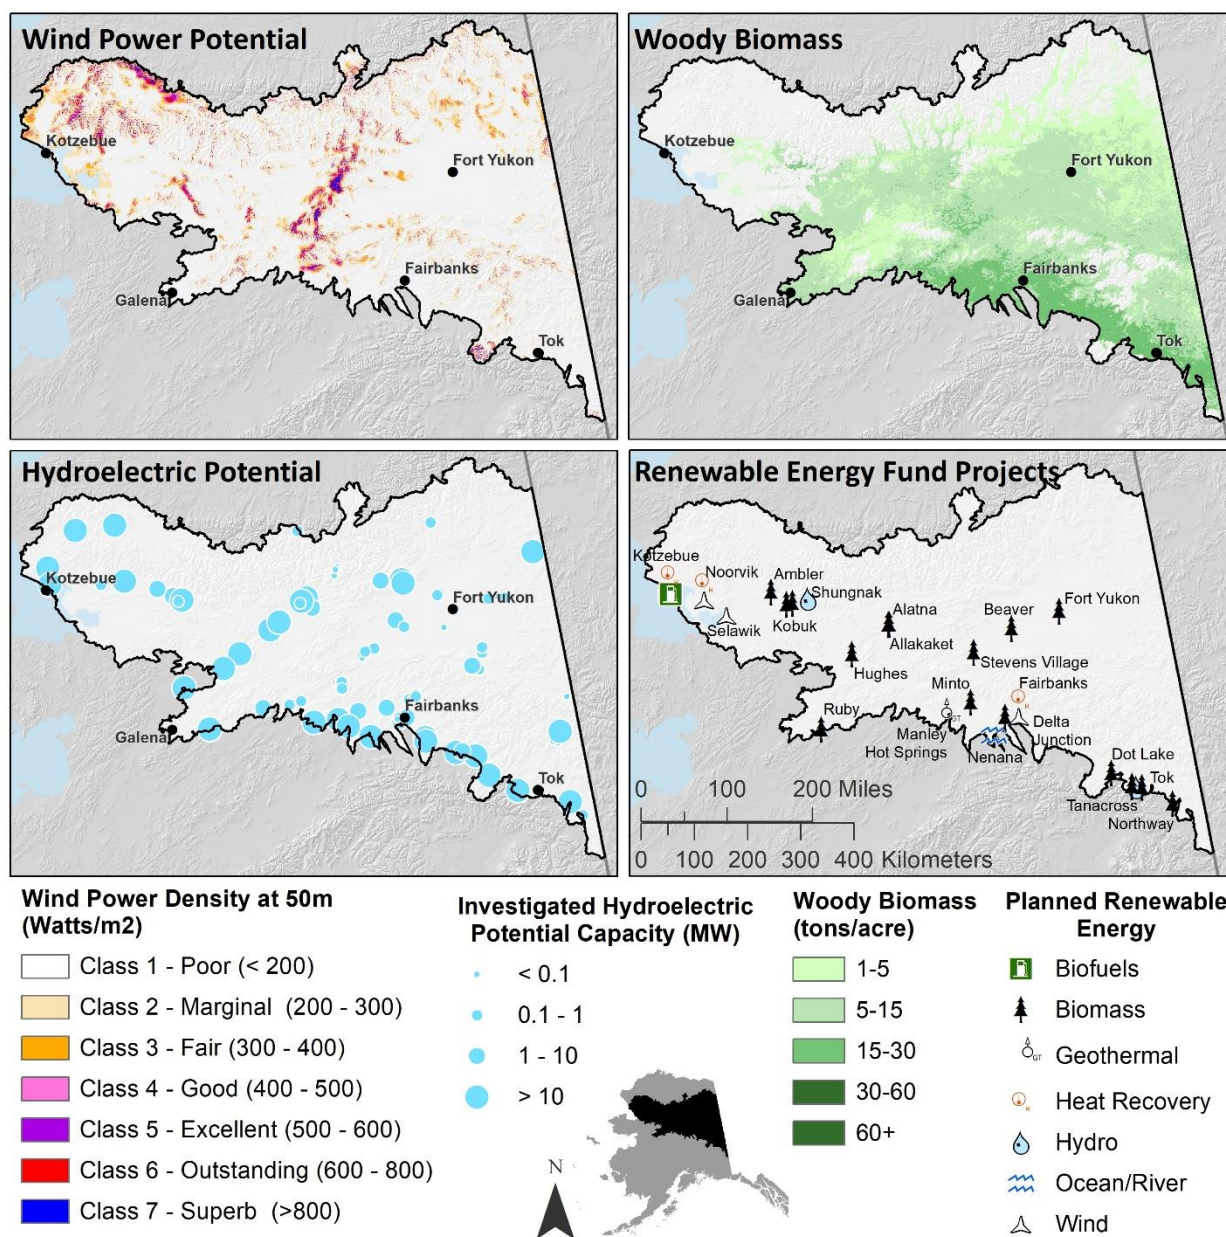 Wind Power Potential
Kotzebue
Fort Yukon
Fairbanks
Galena
Tok
Woody Biomass
Kotzebue
Fort Yukon
Fairbanks
Galena
Tok
Hydroelectric Potential
Kotzebue
Fort Yukon
Fairbanks
Galena
Tok
Renewable Energy Fund Projects
Kotzebue
Noorvik
Ambler
Shungnak
Selawik
Kobuk
Alatna
Beaver
Fort Yukon
Allakaket
Hughes
Stevens Village
Minto
Fairbanks
Ruby
Manley
Hot Springs
Delta
Junction
Nenana
Dot Lake
Tok
Tanacross
Northway
0 100 200 Miles
0 100 200 300 400 Kilometers
Wind Power Density at 50m
(Watts/m2)
Class 1 - Poor (< 200)
Class 2 - Marginal (200 - 300)
Class 3 - Fair (300 - 400)
Class 4 - Good (400 - 500)
Class 5 - Excellent (500 - 600)
Class 6 - Outstanding (600 - 800)
Class 7 - Superb (>800)
Investigated Hydroelectric
Potential Capacity (MW)
< 0.1
0.1 - 1
1 - 10
> 10
N
Woody Biomass
(tons/acre)
1-5
5-15
15-30
30-60
60+
Planned Renewable
Energy
Biofuels
Biomass
GT
Geothermal
R
Heat Recovery
Hydro
Ocean/River
Wind